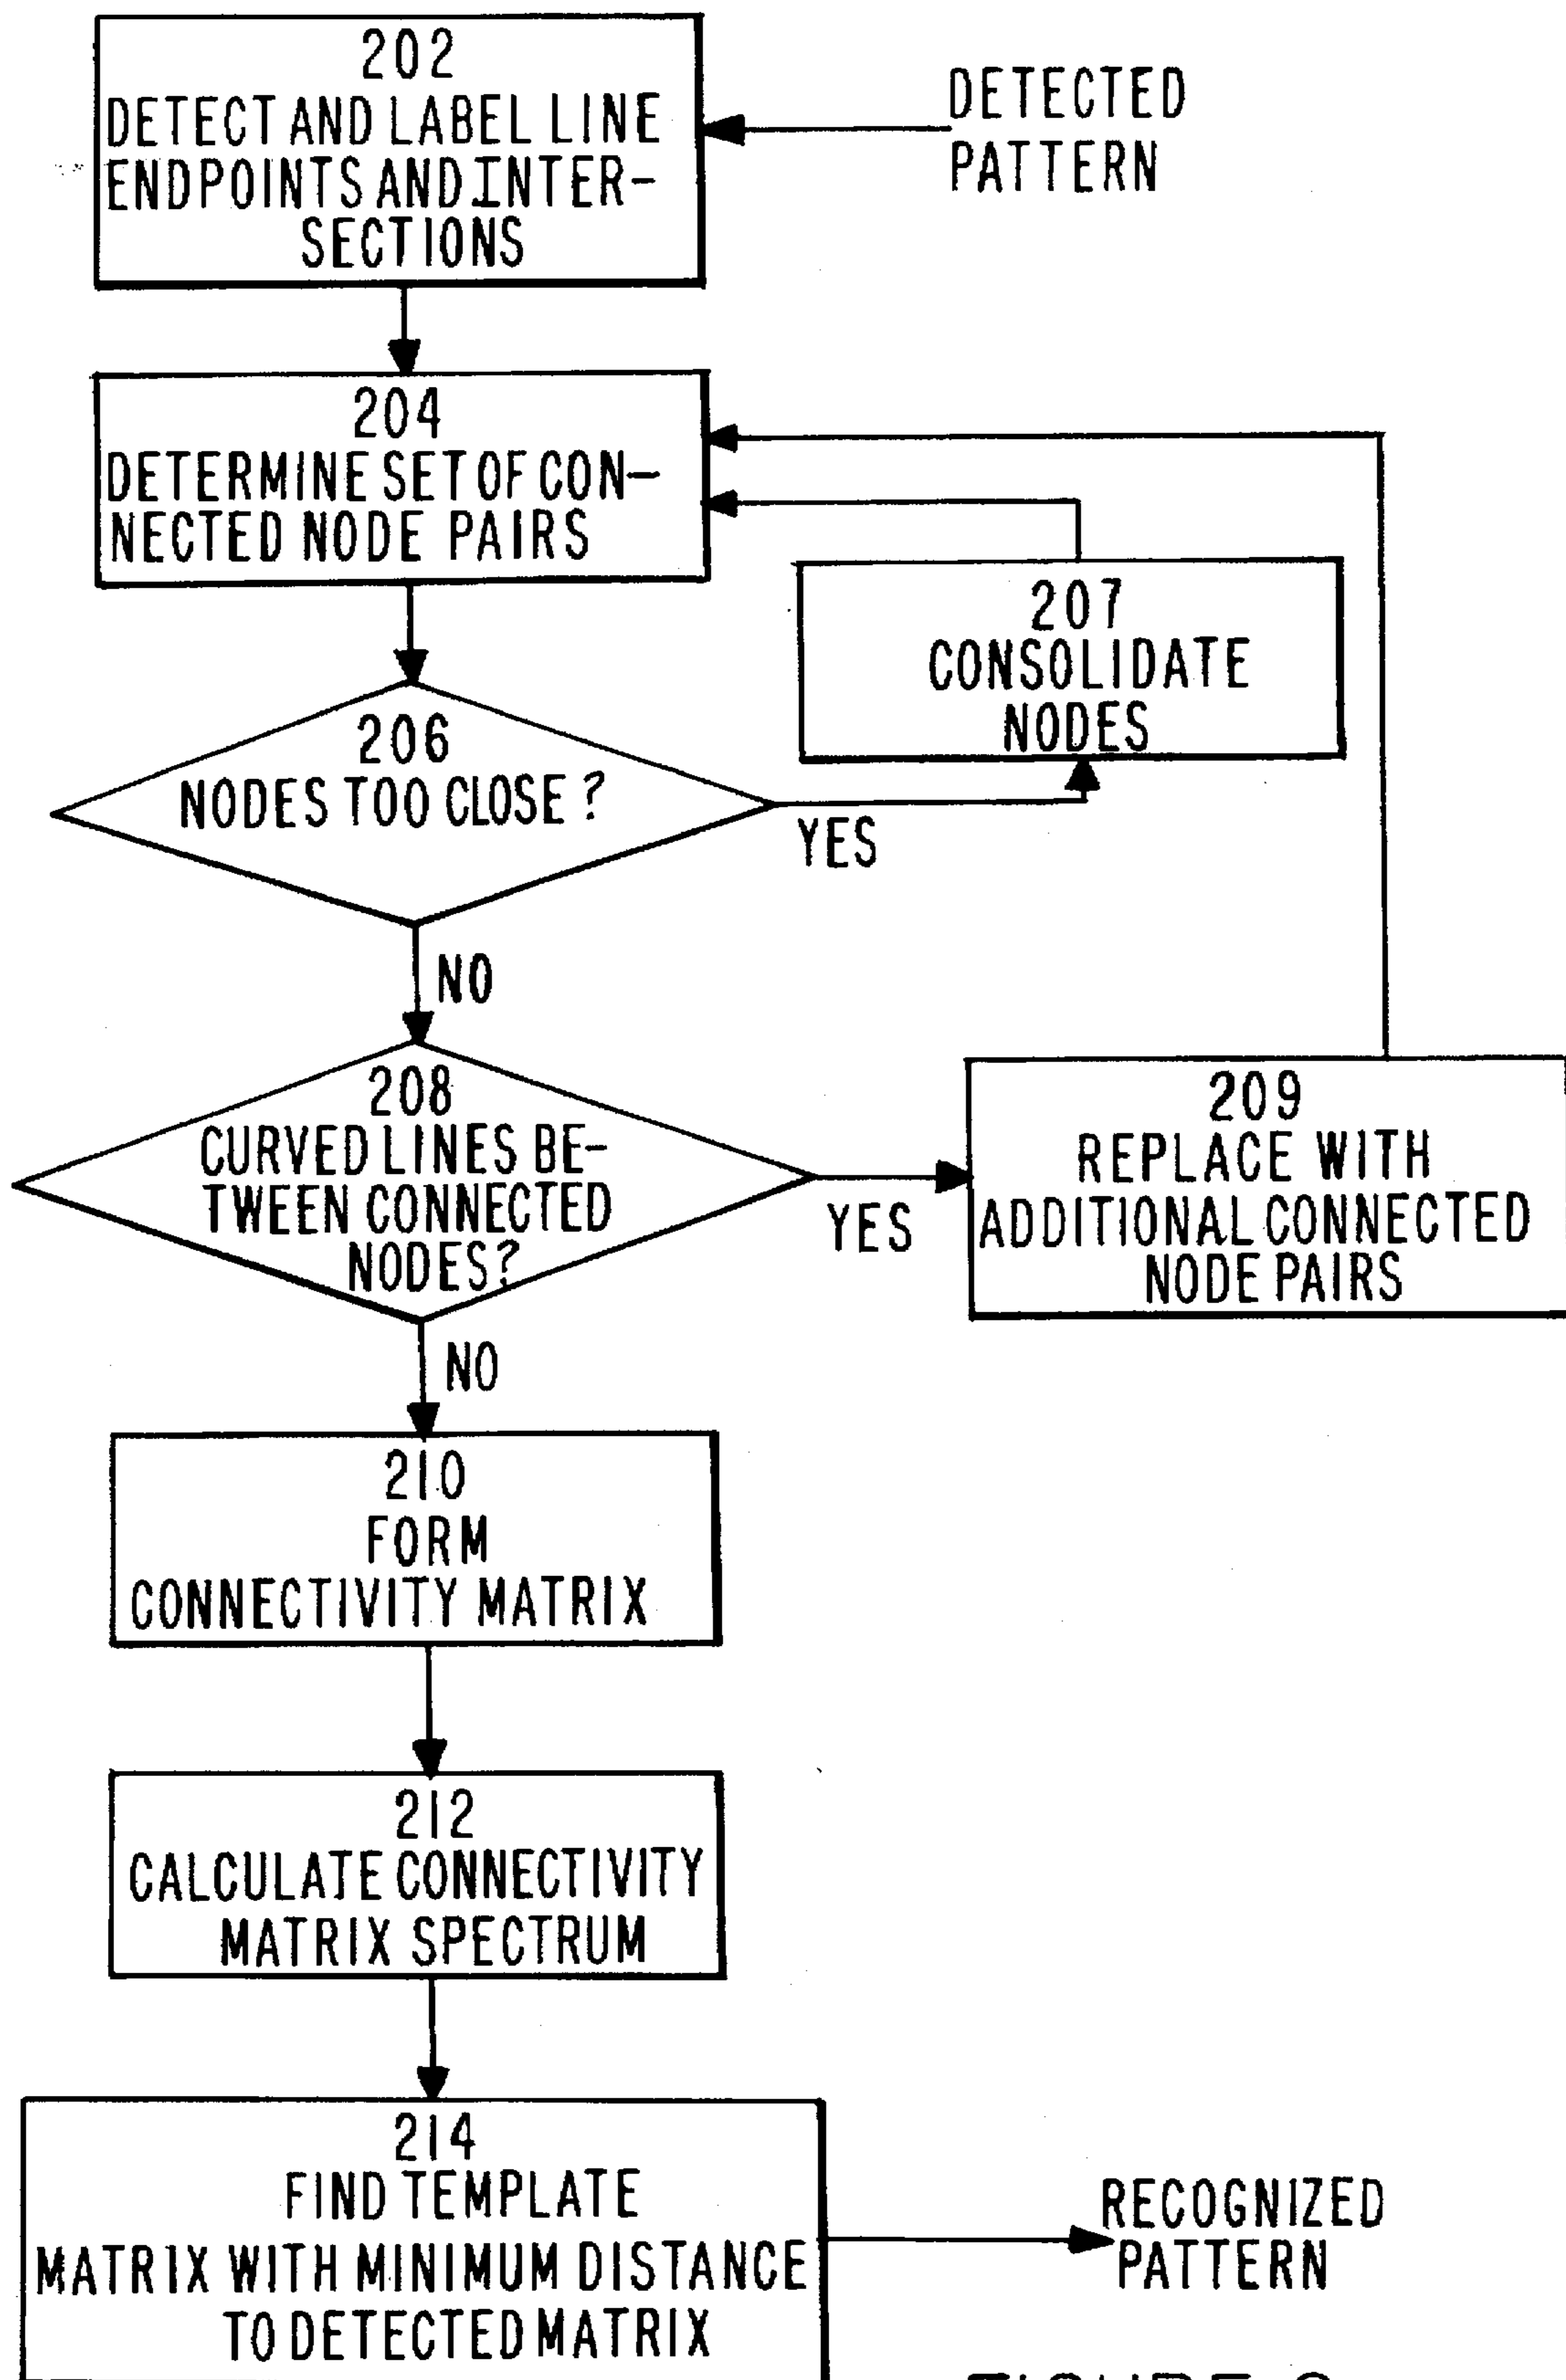 202
DETECT AND LABEL LINE
ENDPOINTS AND INTER-
SECTIONS
DETECTED
PATTERN
204
DETERMINE SET OF CON-
NECTED NODE PAIRS
207
CONSOLIDATE
NODES
206
NODES TOO CLOSE?
YES
NO
208
CURVED LINES BE-
TWEEN CONNECTED
NODES?
YES
209
REPLACE WITH
ADDITIONAL CONNECTED
NODE PAIRS
NO
210
FORM
CONNECTIVITY MATRIX
212
CALCULATE CONNECTIVITY
MATRIX SPECTRUM
214
FIND TEMPLATE
MATRIX WITH MINIMUM DISTANCE
TO DETECTED MATRIX
RECOGNIZED
PATTERN